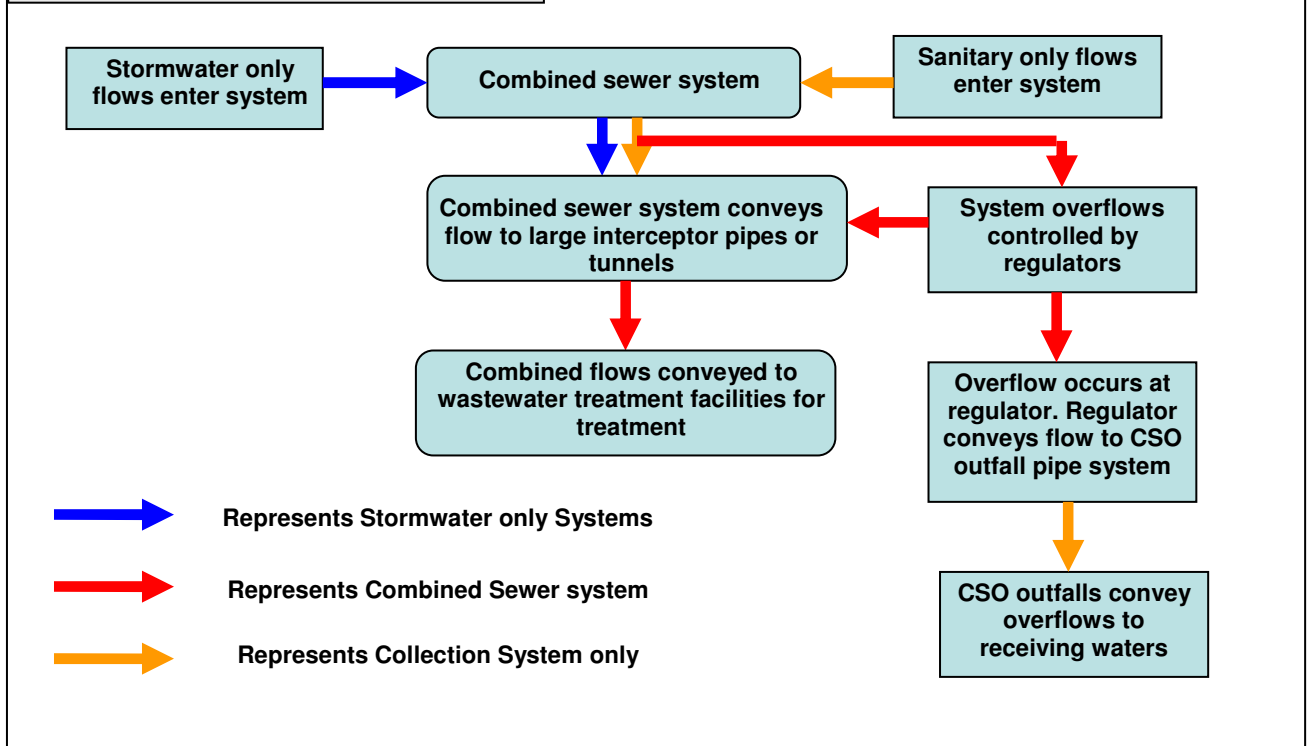 Stormwater only
flows enter system
Combined sewer system
Sanitary only flows
enter system
Combined sewer system conveys
flow to large interceptor pipes or
tunnels
System overflows
controlled by
regulators
Combined flows conveyed to
wastewater treatment facilities for
treatment
Overflow occurs at
regulator. Regulator
conveys flow to CSO
outfall pipe system
CSO outfalls convey
overflows to
receiving waters
Represents Stormwater only Systems
Represents Combined Sewer system
Represents Collection System only